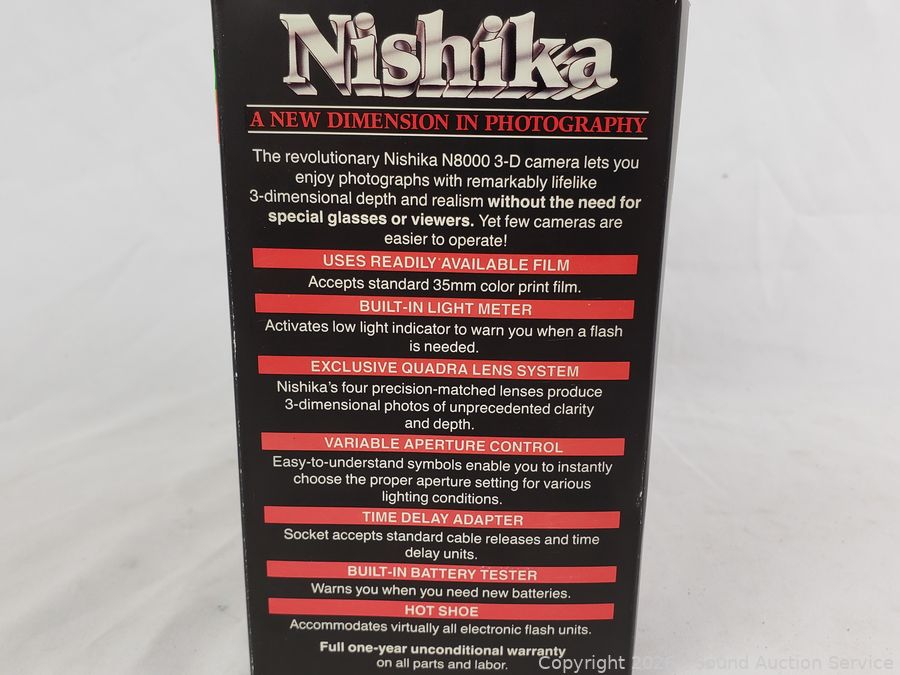 Nishika
A NEW DIMENSION IN PHOTOGRAPHY
The revolutionary Nishika N8000 3-D camera lets you
enjoy photographs with remarkably lifelike
3-dimensional depth and realism without the need for
special glasses or viewers. Yet few cameras are
easier to operate!
USES READILY AVAILABLE FILM
Accepts standard 35mm color print film.
BUILT-IN LIGHT METER
Activates low light indicator to warn you when a flash
is needed.
EXCLUSIVE QUADRA LENS SYSTEM
Nishika's four precision-matched lenses produce
3-dimensional photos of unprecedented clarity
and depth.
VARIABLE APERTURE CONTROL
Easy-to-understand symbols enable you to instantly
choose the proper aperture setting for various
lighting conditions.
TIME DELAY ADAPTER
Socket accepts standard cable releases and time
delay units.
BUILT-IN BATTERY TESTER
Warns you when you need new batteries.
HOT SHOE
Accommodates virtually all electronic flash units.
Full one-year unconditional warranty
on all parts and labor.
Copyright Sound Auction Service